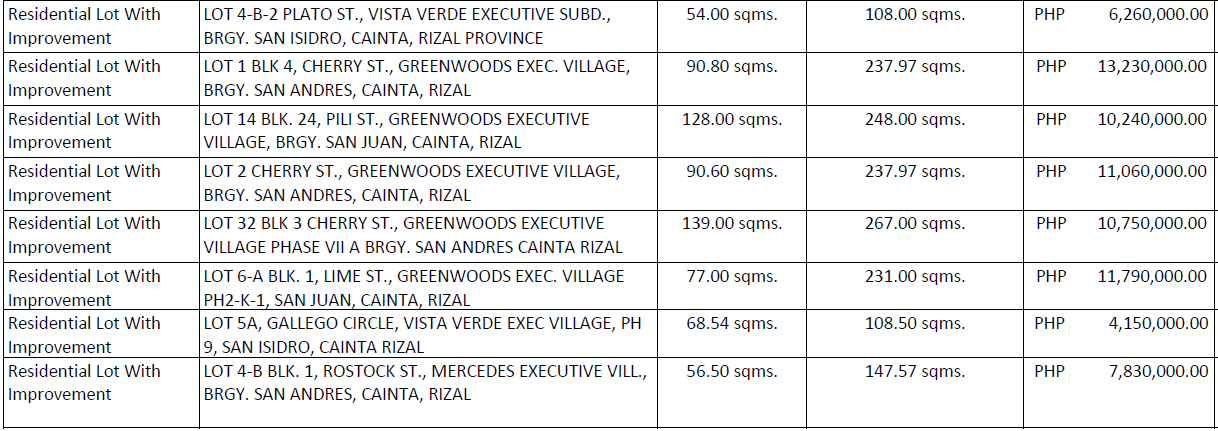 Residential Lot With Improvement LOT 4-B-2 PLATO ST., VISTA VERDE EXECUTIVE SUBD., BRGY. SAN ISIDRO, CAINTA, RIZAL PROVINCE 54.00 sqms. 108.00 sqms. PHP 6,260,000.00
Residential Lot With Improvement LOT 1 BLK 4, CHERRY ST., GREENWOODS EXEC. VILLAGE, BRGY. SAN ANDRES, CAINTA, RIZAL 90.80 sqms. 237.97 sqms. PHP 13,230,000.00
Residential Lot With Improvement LOT 14 BLK. 24, PILI ST., GREENWOODS EXECUTIVE VILLAGE, BRGY. SAN JUAN, CAINTA, RIZAL 128.00 sqms. 248.00 sqms. PHP 10,240,000.00
Residential Lot With Improvement LOT 2 CHERRY ST., GREENWOODS EXECUTIVE VILLAGE, BRGY. SAN ANDRES, CAINTA, RIZAL 90.60 sqms. 237.97 sqms. PHP 11,060,000.00
Residential Lot With Improvement LOT 32 BLK 3 CHERRY ST., GREENWOODS EXECUTIVE VILLAGE PHASE VII A BRGY. SAN ANDRES CAINTA RIZAL 139.00 sqms. 267.00 sqms. PHP 10,750,000.00
Residential Lot With Improvement LOT 6-A BLK. 1, LIME ST., GREENWOODS EXEC. VILLAGE PH2-K-1, SAN JUAN, CAINTA, RIZAL 77.00 sqms. 231.00 sqms. PHP 11,790,000.00
Residential Lot With Improvement LOT 5A, GALLEGO CIRCLE, VISTA VERDE EXEC VILLAGE, PH 9, SAN ISIDRO, CAINTA RIZAL 68.54 sqms. 108.50 sqms. PHP 4,150,000.00
Residential Lot With Improvement LOT 4-B BLK. 1, ROSTOCK ST., MERCEDES EXECUTIVE VILL., BRGY. SAN ANDRES, CAINTA, RIZAL 56.50 sqms. 147.57 sqms. PHP 7,830,000.00